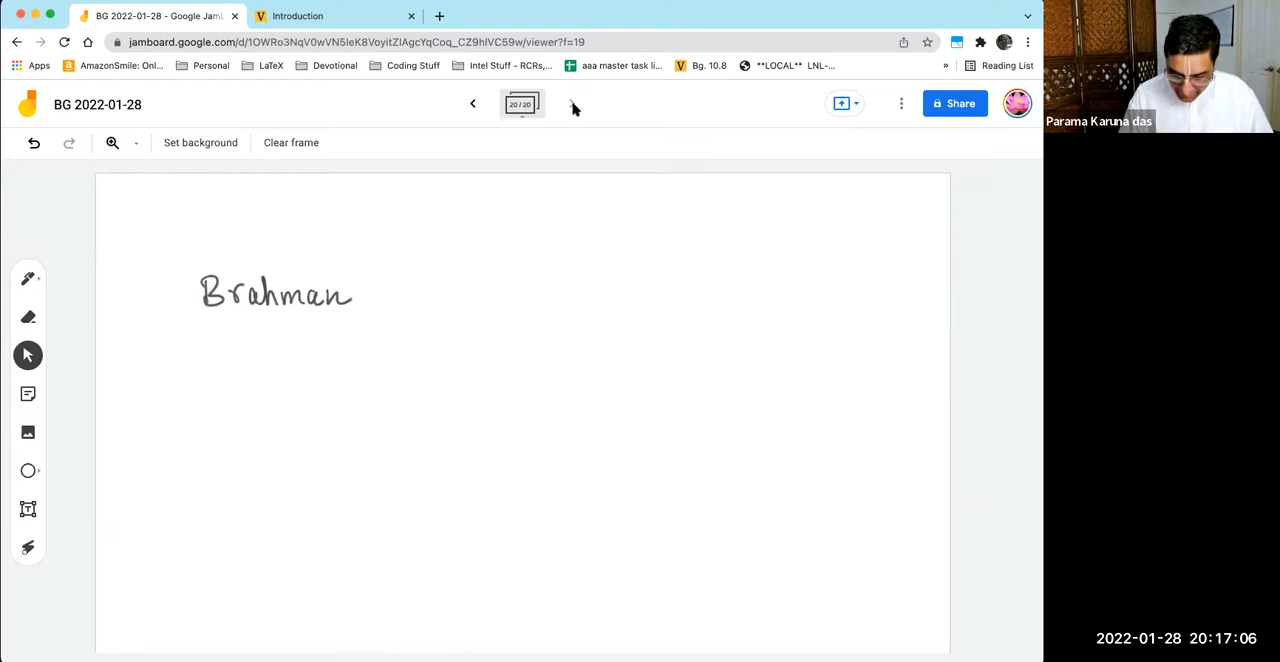 BG 2022-01-28 - Google Jam
Introduction
jamboard.google.com/d/1OWRo3NqV0wVN5leK8VoyitZlAgcYqCoq_CZ9hlVC59w/viewer?f=19
Apps
AmazonSmile: Onl...
Personal
LaTeX
Devotional
Coding Stuff
Intel Stuff - RCRs,...
aaa master task li...
Bg. 10.8
**LOCAL** LNL-...
»
Reading List
BG 2022-01-28
20 / 20
Share
Parama Karuna das
Set background
Clear frame
Brahman
2022-01-28 20:17:06